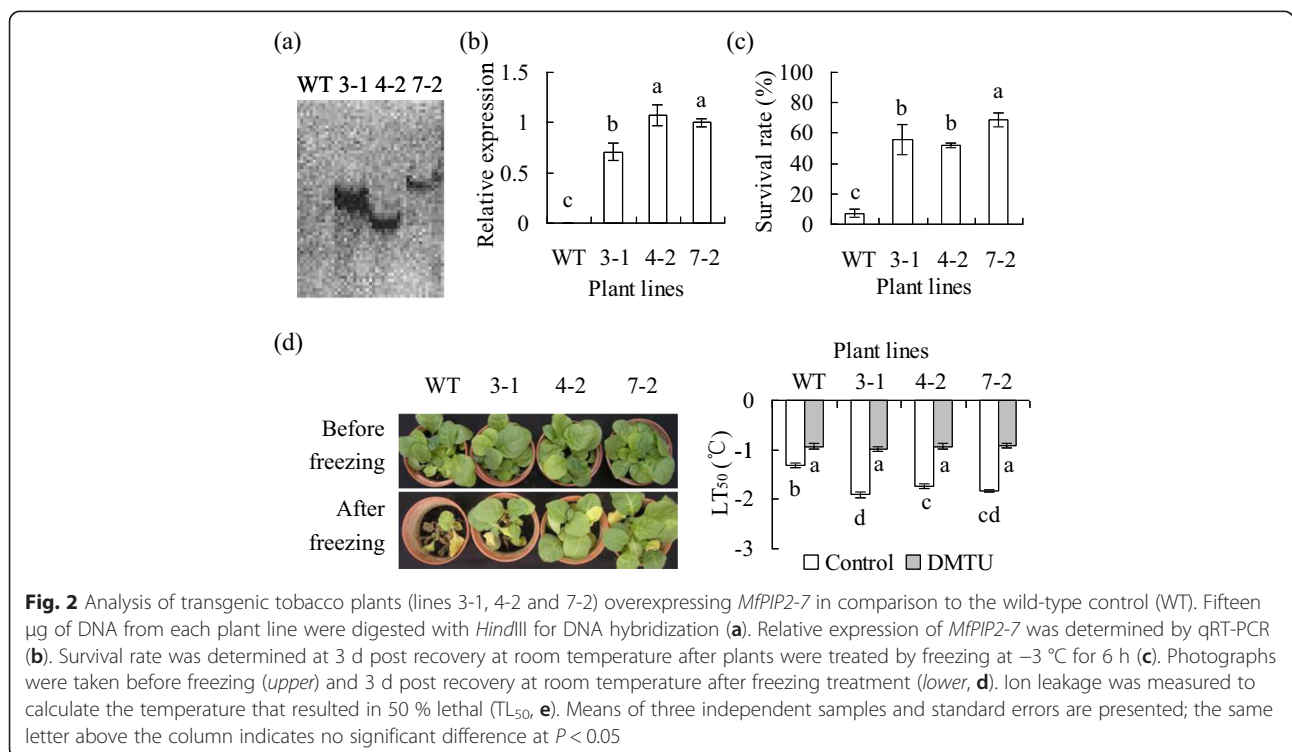 (a)
WT 3-1 4-2 7-2
(b)
Relative expression
1.5
1
0.5
0
c
b
a
a
WT 3-1 4-2 7-2
Plant lines
(c)
Survival rate (%)
100
80
60
40
20
0
c
b
b
a
WT 3-1 4-2 7-2
Plant lines
(d)
WT 3-1 4-2 7-2
Before
freezing
After
freezing
Plant lines
WT 3-1 4-2 7-2
LT50 (℃)
0
-1
-2
-3
b
a
d
a
c
a
cd
a
Control DMTU
Fig. 2 Analysis of transgenic tobacco plants (lines 3-1, 4-2 and 7-2) overexpressing MfPIP2-7 in comparison to the wild-type control (WT). Fifteen
μg of DNA from each plant line were digested with HindIII for DNA hybridization (a). Relative expression of MfPIP2-7 was determined by qRT-PCR
(b). Survival rate was determined at 3 d post recovery at room temperature after plants were treated by freezing at −3 °C for 6 h (c). Photographs
were taken before freezing (upper) and 3 d post recovery at room temperature after freezing treatment (lower, d). Ion leakage was measured to
calculate the temperature that resulted in 50 % lethal (TL50, e). Means of three independent samples and standard errors are presented; the same
letter above the column indicates no significant difference at P < 0.05